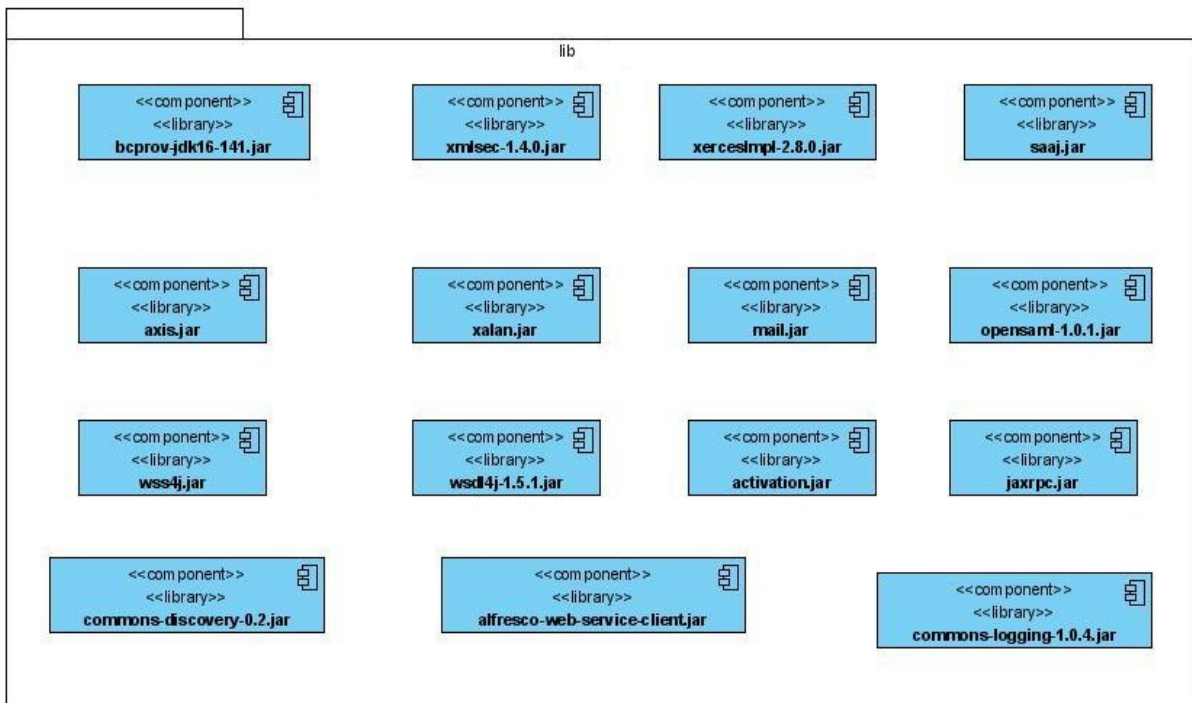 lib
<<component>>
<<library>>
bcprov-jdk16-141.jar
<<component>>
<<library>>
xmlsec-1.4.0.jar
<<component>>
<<library>>
xercesImpl-2.8.0.jar
<<component>>
<<library>>
saaj.jar
<<component>>
<<library>>
axis.jar
<<component>>
<<library>>
xalan.jar
<<component>>
<<library>>
mail.jar
<<component>>
<<library>>
opensaml-1.0.1.jar
<<component>>
<<library>>
wss4j.jar
<<component>>
<<library>>
wsdl4j-1.5.1.jar
<<component>>
<<library>>
activation.jar
<<component>>
<<library>>
jaxrpc.jar
<<component>>
<<library>>
commons-discovery-0.2.jar
<<component>>
<<library>>
alfresco-web-service-client.jar
<<component>>
<<library>>
commons-logging-1.0.4.jar